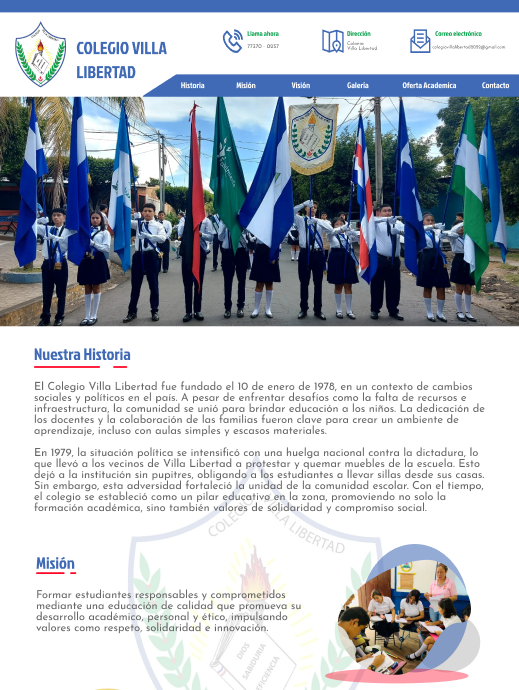 COLEGIO VILLA
LIBERTAD
Llama ahora
77370 0057
Dirección
Colonia
Villa Libertad
Correo electrónico
Historia Misión Visión Galeria Oferta Academica Contacto
Nuestra Historia
El Colegio Villa Libertad fue fundado el 10 de enero de 1978, en un contexto de cambios
sociales y políticos en el país. A pesar de enfrentar desafíos como la falta de recursos e
infraestructura, la comunidad se unió para brindar educación a los niños. La dedicación de
los docentes y la colaboración de las familias fueron clave para crear un ambiente de
aprendizaje, incluso con aulas simples y escasos materiales.
En 1979, la situación política se intensificó con una huelga nacional contra la dictadura, lo
que llevó a los vecinos de Villa Libertad a protestar y quemar muebles de la escuela. Esto
dejó a la institución sin pupitres, obligando a los estudiantes a llevar sillas desde sus casas.
Sin embargo, esta adversidad fortaleció la unidad de la comunidad escolar. Con el tiempo,
el colegio se estableció como un pilar educativo en la zona, promoviendo no solo la
formación académica, sino también valores de solidaridad y compromiso social.
COLEGIO VILLA LIBERTAD
Misión
Formar estudiantes responsables y comprometidos
mediante una educación de calidad que promueva su
desarrollo académico, personal y ético, impulsando
valores como respeto, solidaridad e innovación.
DIOS
SABIDURIA
EFICIENCIA